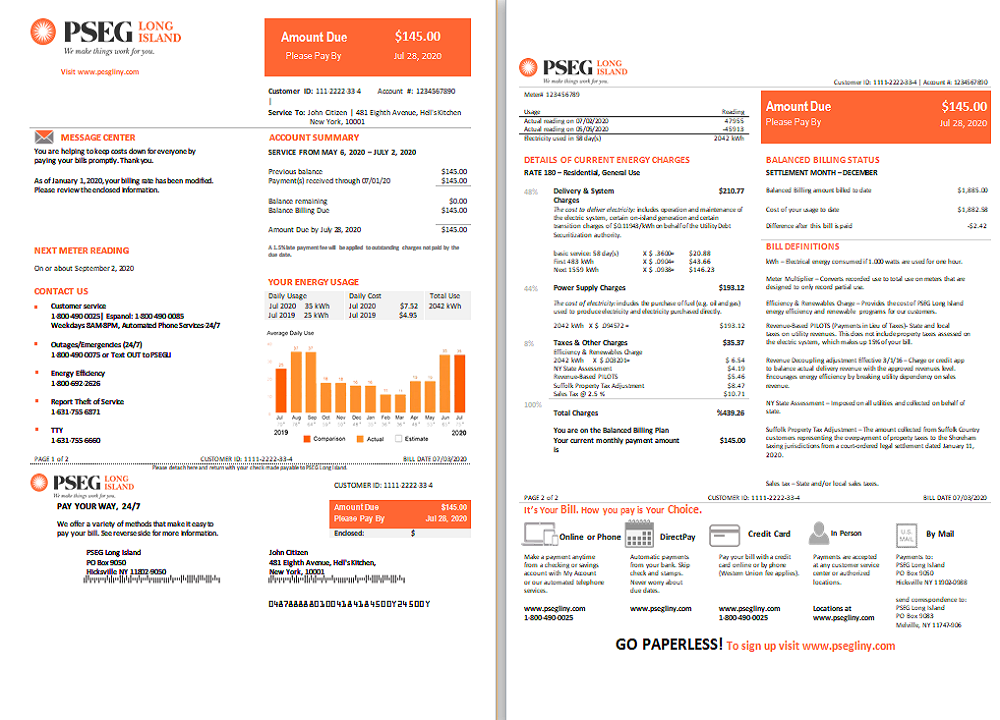 PSEG LONG ISLAND
We make things work for you.
Visit www.pesgliny.com
Amount Due $145.00
Please Pay By Jul 28, 2020
Customer ID: 111-2222-33-4 Account #: 1234567890
|
Service To: John Citizen | 481 Eighth Avenue, Hell'sKitchen
New York, 10001
MESSAGE CENTER
You are helping to keep costs down for everyone by
paying your bills promptly. Thank you.
As of January 1, 2020, your billing rate has been modified.
Please review the enclosed information.
NEXT METER READING
On or about September 2, 2020
CONTACT US
Customer service
1-800-490-0025| Espanol: 1-800-490-0085
Weekdays 8AM-8PM, Automated Phone Services-24/7
Outages/Emergencies (24/7)
1-800-490-0075 or Text OUT to PSEGLI
Energy Efficiency
1-800-692-2626
Report Theft of Service
1-631-755-6871
TTY
1-631-755-6660
ACCOUNT SUMMARY
SERVICE FROM MAY 6, 2020 – JULY 2, 2020
Previous balance $145.00
Payment(s) received through 07/01/20 $145.00
Balance remaining $0.00
Balance Billing Due $145.00
Amount Due by July 28, 2020 $145.00
A 1.5% late payment fee will be applied to outstanding charges not paid by the
due date.
YOUR ENERGY USAGE
Daily Usage Daily Cost Total Use
Jul 2020 35 kWh Jul 2020 $7.52 2042 kWh
Jul 2019 25 kWh Jul 2019 $4.95
Average Daily Use
Jul Aug Sep Oct Nov Dec Jan Feb Mar Apr May Jun Jul
2019 2020
Comparison Actual Estimate
PAGE 1 of 2 CUSTOMER ID: 1111-2222-33-4 BILL DATE 07/03/2020
Please detach here and return with your check made payable to PSEG Long Island.
PSEG LONG ISLAND
We make things work for you.
CUSTOMER ID: 1111-2222-33-4
PAY YOUR WAY, 24/7
We offer a variety of methods that make it easy to
pay your bill. See reverse side for more information.
Amount Due $145.00
Please Pay By Jul 28, 2020
Enclosed: $
PSEG Long Island
PO Box 9050
Hicksville NY 11802-9050
John Citizen
481 Eighth Avenue, Hell's Kitchen,
New York, 10001
PSEG LONG ISLAND
We make things work for you.
Customer ID: 1111-2222-33-4 | Account #: 1234567890
Meter# 123456789
Usage Reading
Actual reading on 07/02/2020 47955
Actual reading on 05/05/2020 -45913
Electricity used in 58 day(s) 2042 kWh
Amount Due $145.00
Please Pay By Jul 28, 2020
DETAILS OF CURRENT ENERGY CHARGES
RATE 180 – Residential, General Use
48% Delivery & System $210.77
Charges
The cost to deliver electricity: includes operation and maintenance of
the electric system, certain on-island generation and certain
transition charges of $0.11543/kWh on behalf of the Utility Debt
Securitization authority.
basic service: 58 day(s) X $ .3600= $20.88
First 483 kWh X $ .0904= $43.66
Next 1559 kWh X $ .0938= $146.23
44% Power Supply Charges $193.12
The cost of electricity: includes the purchase of fuel (e.g. oil and gas)
used to produce electricity and electricity purchased directly.
2042 kWh X $ .094572= $193.12
8% Taxes & Other Charges $35.37
Efficiency & Renewables Charge
2042 kWh X $ .003201= $ 6.54
NY State Assessment $4.19
Revenue-Based PILOTS $5.46
Suffolk Property Tax Adjustment $8.47
Sales Tax @ 2.5 % $10.71
100%
Total Charges %439.26
You are on the Balanced Billing Plan
Your current monthly payment amount $145.00
is
BALANCED BILLING STATUS
SETTLEMENT MONTH – DECEMBER
Balanced Billing amount billed to date $1,885.00
Cost of your usage to date $1,882.58
Difference after this bill is paid -$2.42
BILL DEFINITIONS
kWh – Electrical energy consumed if 1.000 watts are used for one hour.
Meter Multiplier – Converts recorded use to total use on meters that are
designed to only record partial use.
Efficiency & Renewables Charge – Provides the cost of PSEG Long Island
energy efficiency and renewable programs for our customers.
Revenue-Based PILOTS (Payments in Lieu of Taxes)- State and local
taxes on utility revenues. This does not include property taxes assessed on
the electric system, which make up 15% of your bill.
Revenue Decoupling adjustment Effective 3/1/16 – Charge or credit app
to balance actual delivery revenue with the approved revenue levels.
Encourages energy efficiency by breaking utility dependency on sales
revenue.
NY State Assessment – Imposed on all utilities and collected on behalf of
state.
Suffolk Property Tax Adjustment – The amount collected from Suffolk County
customers representing the overpayment of property taxes to the Shoreham
taxing jurisdictions from a court-ordered legal settlement dated January 11,
2020.
Sales tax – State and/or local sales taxes.
PAGE 2 of 2 CUSTOMER ID: 1111-2222-33-4 BILL DATE 07/03/2020
It's Your Bill. How you pay is Your Choice.
Online or Phone
Make a payment anytime
from a checking or savings
account with My Account
or our automated telephone
services.
www.psegliny.com
1-800-490-0025
DirectPay
Automatic payments
from your bank. Skip
check and stamps.
Never worry about
due dates.
www.psegliny.com
Credit Card
Pay your bill with a credit
card online or by phone
(Western Union fee applies).
www.psegliny.com
1-800-490-0025
In Person
Payments are accepted
at any customer service
center or authorized
locations.
Locations at
www.psegliny.com
U.S. MAIL
By Mail
Payments to:
PSEG Long Island
PO Box 9050
Hicksville NY 11802-0988
send correspondence to:
PSEG Long Island
PO Box 9083
Melville, NY 11747-906
GO PAPERLESS! To sign up visit www.psegliny.com